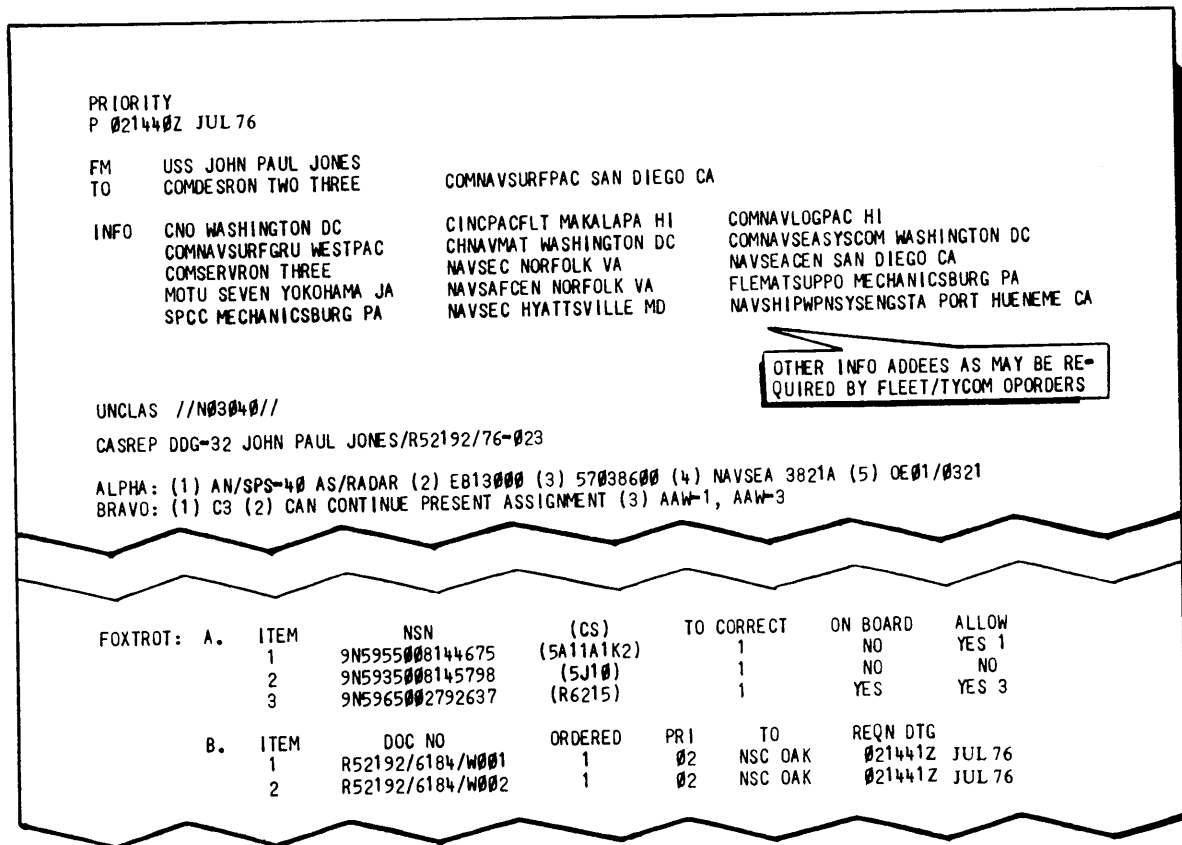 PRIORITY
P Ø2144ØZ JUL 76
FM USS JOHN PAUL JONES
TO COMDESRON TWO THREE COMNAVSURFPAC SAN DIEGO CA
INFO CNO WASHINGTON DC CINCPACFLT MAKALAPA HI COMNAVLOGPAC HI
COMNAVSURFGRU WESTPAC CHNAVMAT WASHINGTON DC COMNAVSEASYSCOM WASHINGTON DC
COMSERVRON THREE NAVSEC NORFOLK VA NAVSEACEN SAN DIEGO CA
MOTU SEVEN YOKOHAMA JA NAVSAFCEN NORFOLK VA FLEMATSUPPO MECHANICSBURG PA
SPCC MECHANICSBURG PA NAVSEC HYATTSVILLE MD NAVSHIPWPNSYSENGSTA PORT HUENEME CA
OTHER INFO ADDEES AS MAY BE RE-
QUIRED BY FLEET/TYCOM OPORDERS
UNCLAS //NØ3Ø4Ø//
CASREP DDG-32 JOHN PAUL JONES/R52192/76-Ø23
ALPHA: (1) AN/SPS-4Ø AS/RADAR (2) EB13ØØØ (3) 57Ø386ØØ (4) NAVSEA 3821A (5) OEØ1/Ø321
BRAVO: (1) C3 (2) CAN CONTINUE PRESENT ASSIGNMENT (3) AAW-1, AAW-3
FOXTROT: A. ITEM NSN (CS) TO CORRECT ON BOARD ALLOW
1 9N5955ØØ8144675 (5A11A1K2) 1 NO YES 1
2 9N5935ØØ8145798 (5J1Ø) 1 NO NO
3 9N5965ØØ2792637 (R6215) 1 YES YES 3
B. ITEM DOC NO ORDERED PRI TO REQN DTG
1 R52192/6184/WØØ1 1 Ø2 NSC OAK Ø21441Z JUL 76
2 R52192/6184/WØØ2 1 Ø2 NSC OAK Ø21441Z JUL 76